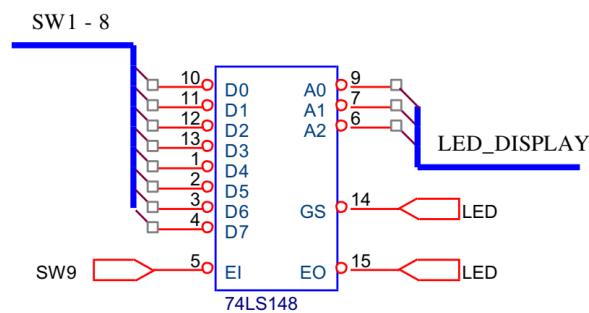 SW1 - 8
10 D0 A0 9
11 D1 A1 7
12 D2 A2 6
13 D3
LED_DISPLAY
1 D4
2 D5
3 D6 GS 14 LED
4 D7
SW9 5 EI EO 15 LED
74LS148